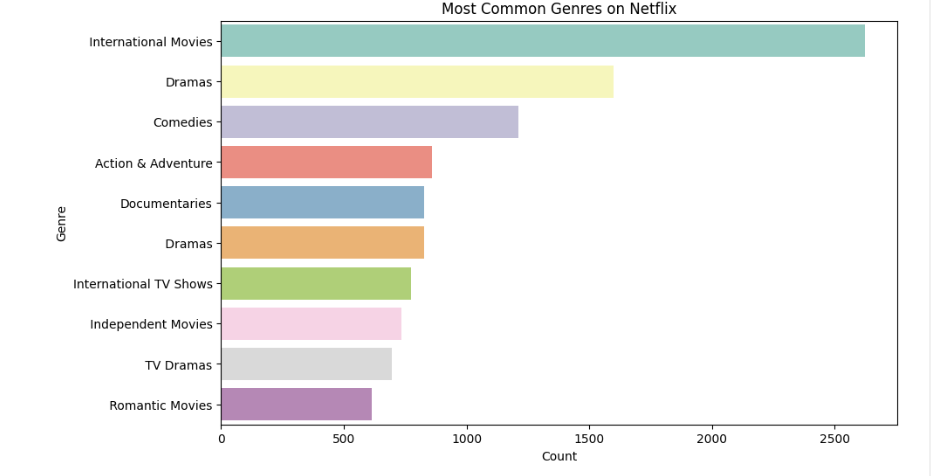 Most Common Genres on Netflix
International Movies
Dramas
Comedies
Action & Adventure
Documentaries
Dramas
International TV Shows
Independent Movies
TV Dramas
Romantic Movies
Genre
0 500 1000 1500 2000 2500
Count